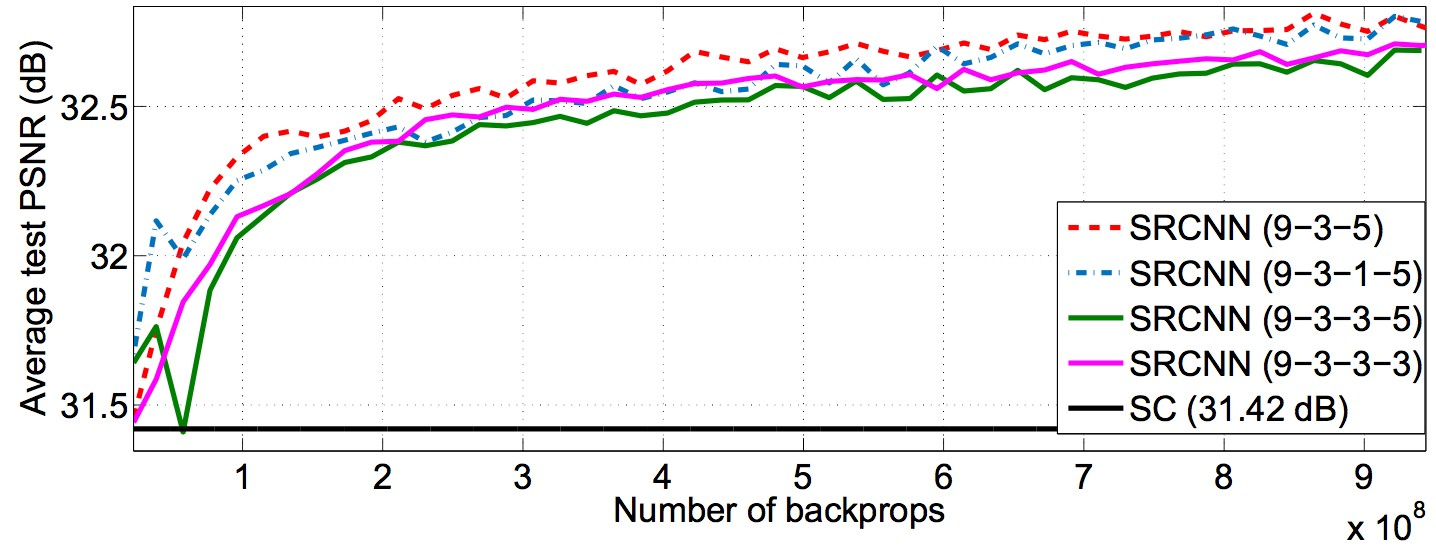 Average test PSNR (dB)
32.5
32
31.5
SRCNN (9−3−5)
SRCNN (9−3−1−5)
SRCNN (9−3−3−5)
SRCNN (9−3−3−3)
SC (31.42 dB)
1 2 3 4 5 6 7 8 9
Number of backprops
x 10⁸